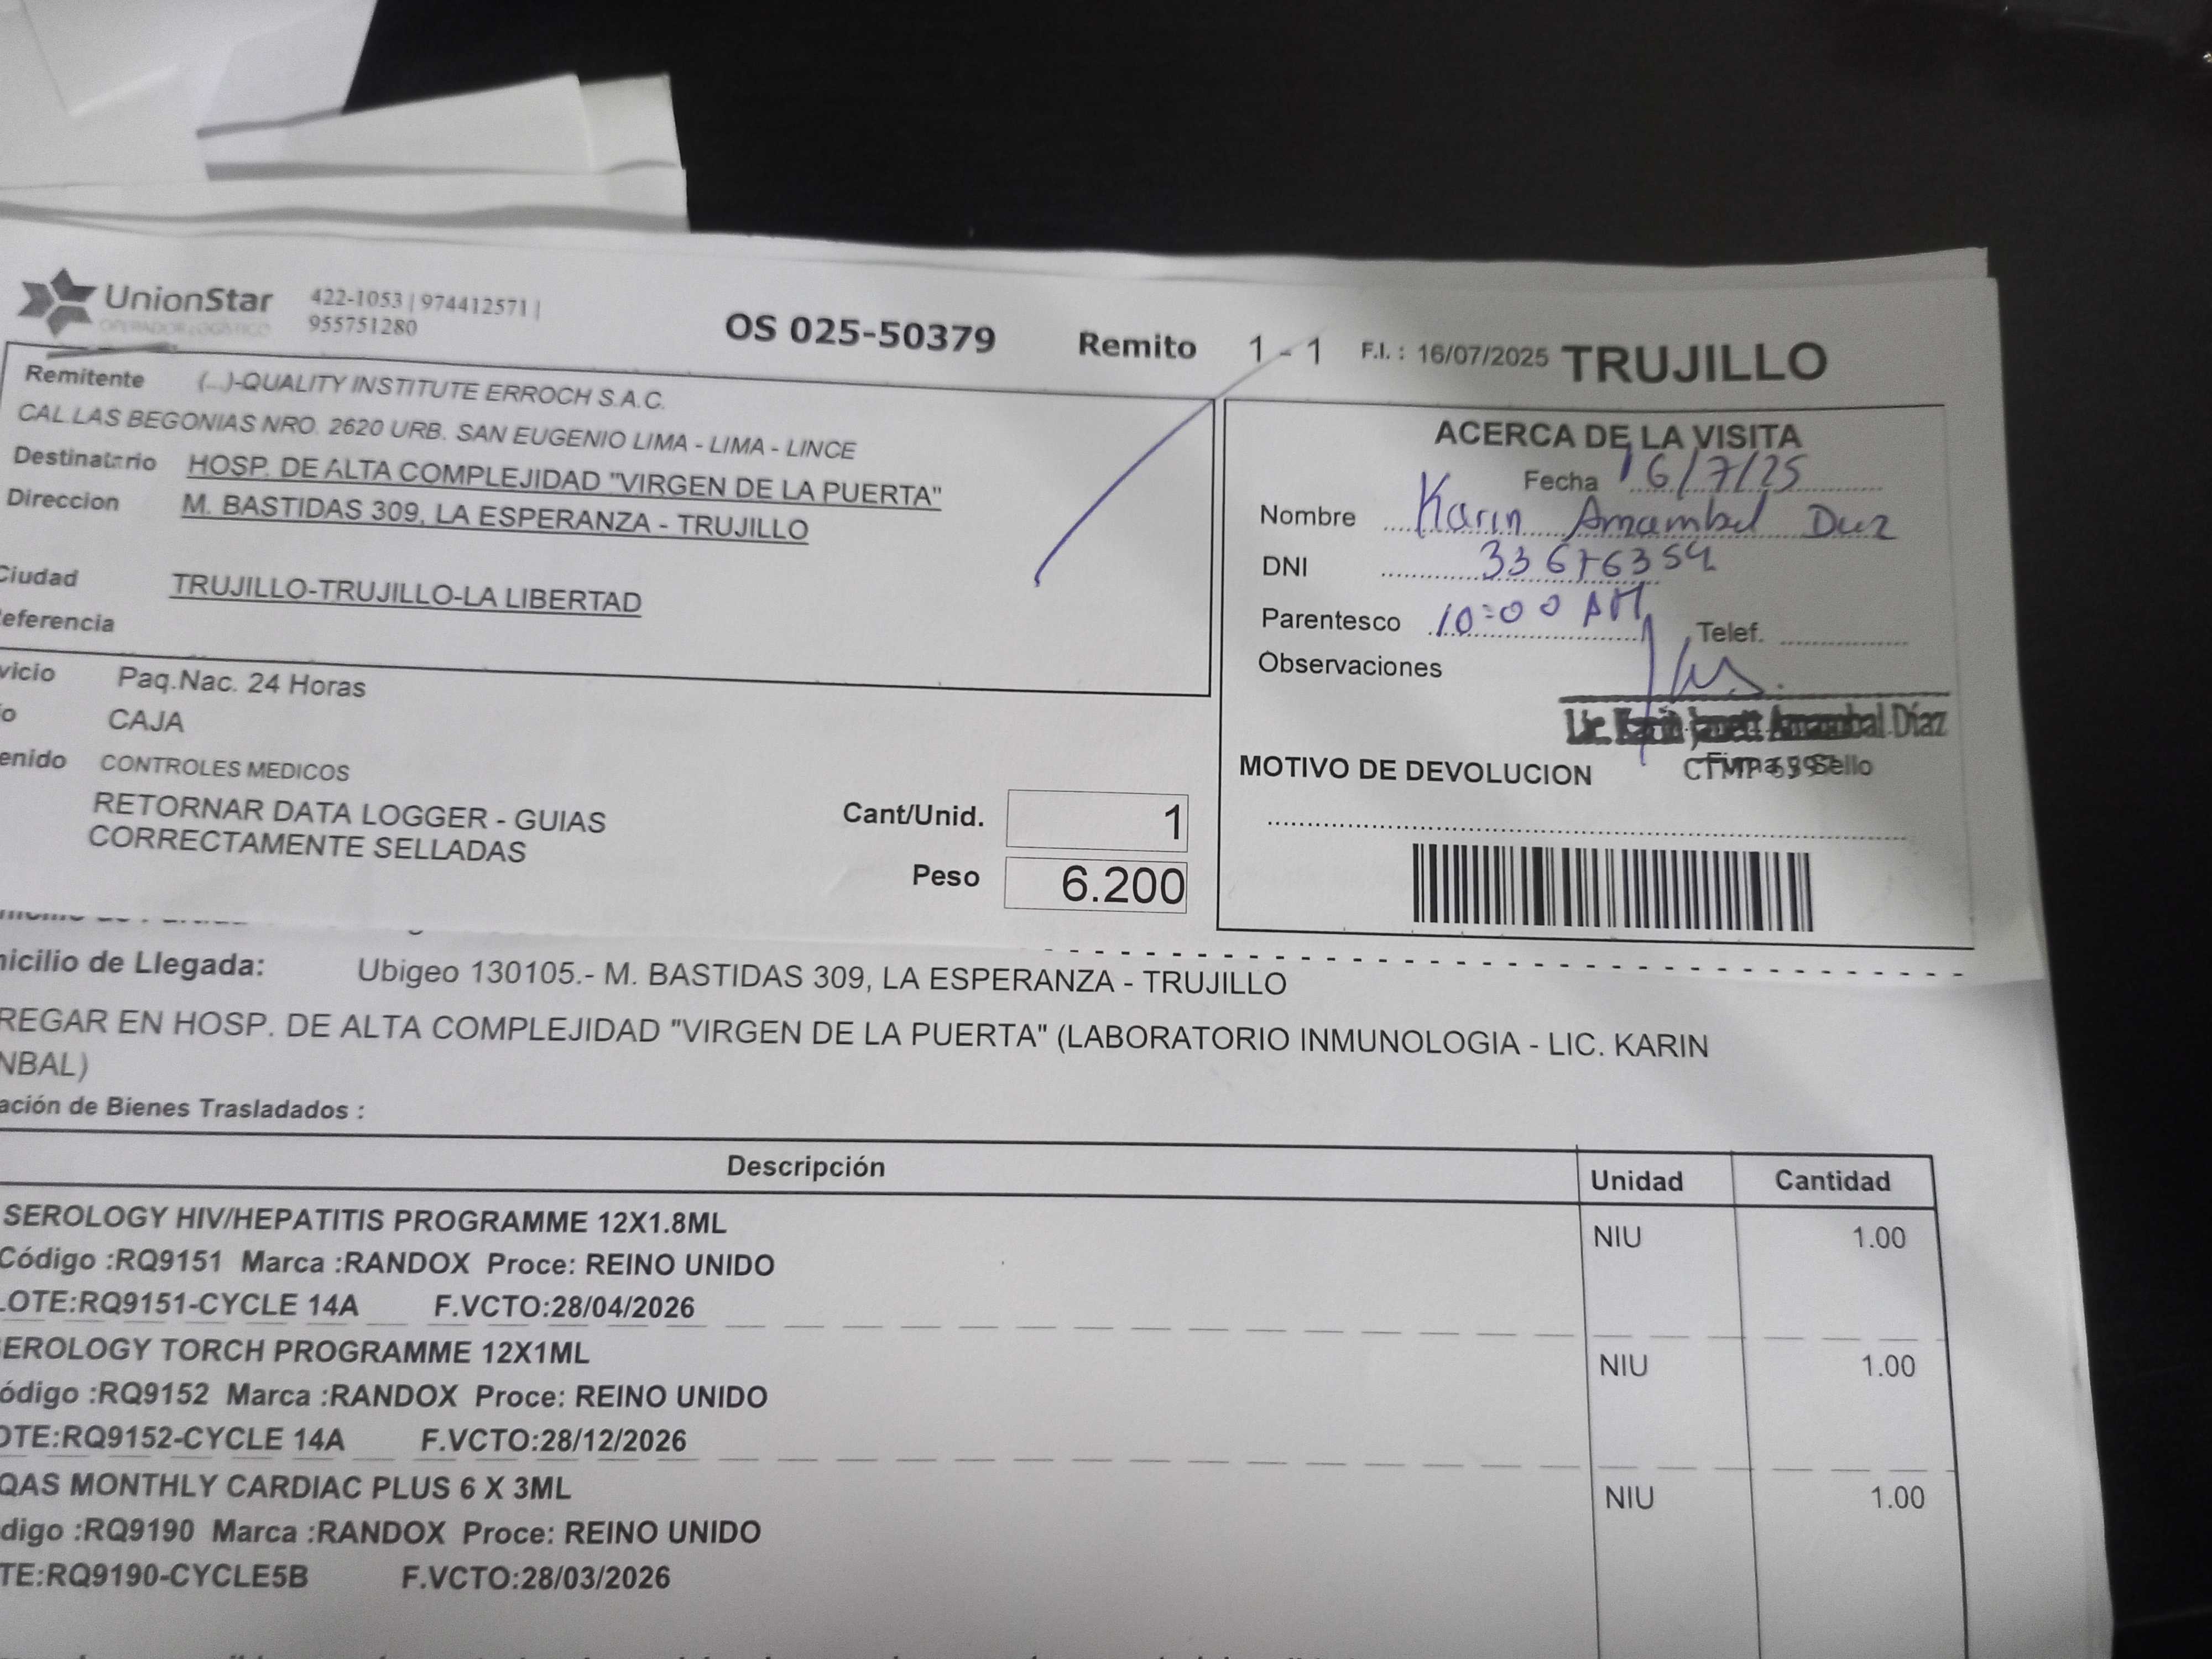 UnionStar
OPERADOR LOGÍSTICO
422-1053 | 974412571 |
955751280
OS 025-50379
Remito 1 - 1
F.I. : 16/07/2025 TRUJILLO
Remitente (...)-QUALITY INSTITUTE ERROCH S.A.C.
CAL.LAS BEGONIAS NRO. 2620 URB. SAN EUGENIO LIMA - LIMA - LINCE
Destinatario HOSP. DE ALTA COMPLEJIDAD "VIRGEN DE LA PUERTA"
Direccion M. BASTIDAS 309, LA ESPERANZA - TRUJILLO
Ciudad TRUJILLO-TRUJILLO-LA LIBERTAD
eferencia
vicio Paq.Nac. 24 Horas
o CAJA
enido CONTROLES MEDICOS
RETORNAR DATA LOGGER - GUIAS
CORRECTAMENTE SELLADAS
Cant/Unid. 1
Peso 6.200
ACERCA DE LA VISITA
Fecha 16/7/25
Nombre Karin Amambal
DNI
Parentesco 10:00 AM
Telef.
Observaciones
Lic. Karin Janett Amambal Díaz
Firma y Sello
MOTIVO DE DEVOLUCION
nicilio de Llegada: Ubigeo 130105.- M. BASTIDAS 309, LA ESPERANZA - TRUJILLO
REGAR EN HOSP. DE ALTA COMPLEJIDAD "VIRGEN DE LA PUERTA" (LABORATORIO INMUNOLOGIA - LIC. KARIN
NBAL)
ación de Bienes Trasladados :
Descripción Unidad Cantidad
SEROLOGY HIV/HEPATITIS PROGRAMME 12X1.8ML NIU 1.00
Código :RQ9151 Marca :RANDOX Proce: REINO UNIDO
LOTE:RQ9151-CYCLE 14A F.VCTO:28/04/2026
EROLOGY TORCH PROGRAMME 12X1ML NIU 1.00
ódigo :RQ9152 Marca :RANDOX Proce: REINO UNIDO
OTE:RQ9152-CYCLE 14A F.VCTO:28/12/2026
QAS MONTHLY CARDIAC PLUS 6 X 3ML NIU 1.00
digo :RQ9190 Marca :RANDOX Proce: REINO UNIDO
TE:RQ9190-CYCLE5B F.VCTO:28/03/2026